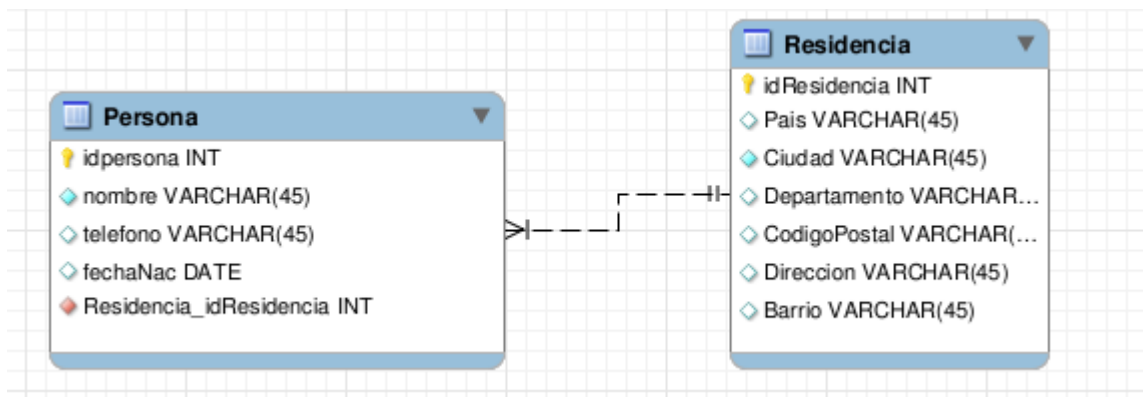 Persona
idpersona INT
nombre VARCHAR(45)
telefono VARCHAR(45)
fechaNac DATE
Residencia_idResidencia INT
Residencia
idResidencia INT
Pais VARCHAR(45)
Ciudad VARCHAR(45)
Departamento VARCHAR...
CodigoPostal VARCHAR(...
Direccion VARCHAR(45)
Barrio VARCHAR(45)